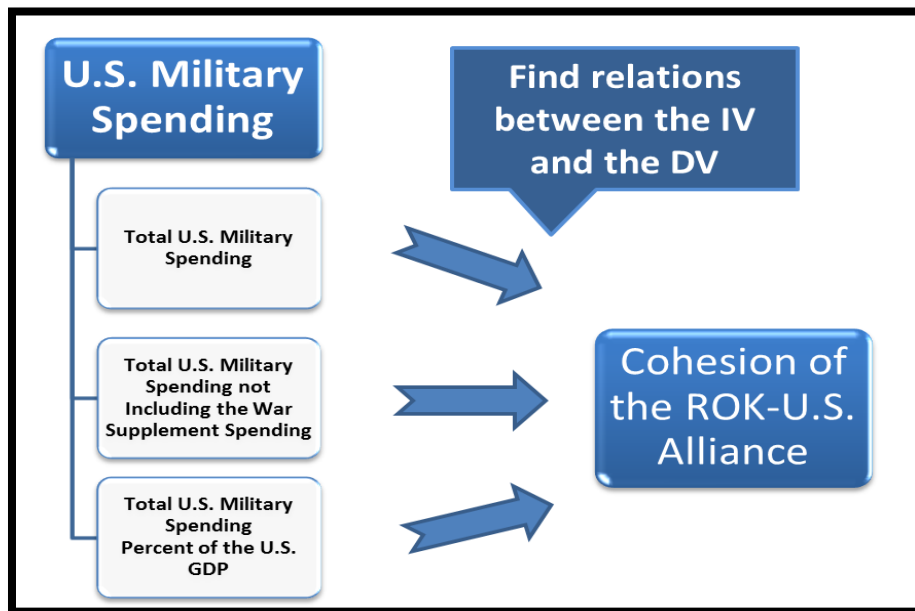 U.S. Military
Spending
Find relations
between the IV
and the DV
Total U.S. Military
Spending
Total U.S. Military
Spending not
Including the War
Supplement Spending
Total U.S. Military
Spending
Percent of the U.S.
GDP
Cohesion of
the ROK-U.S.
Alliance